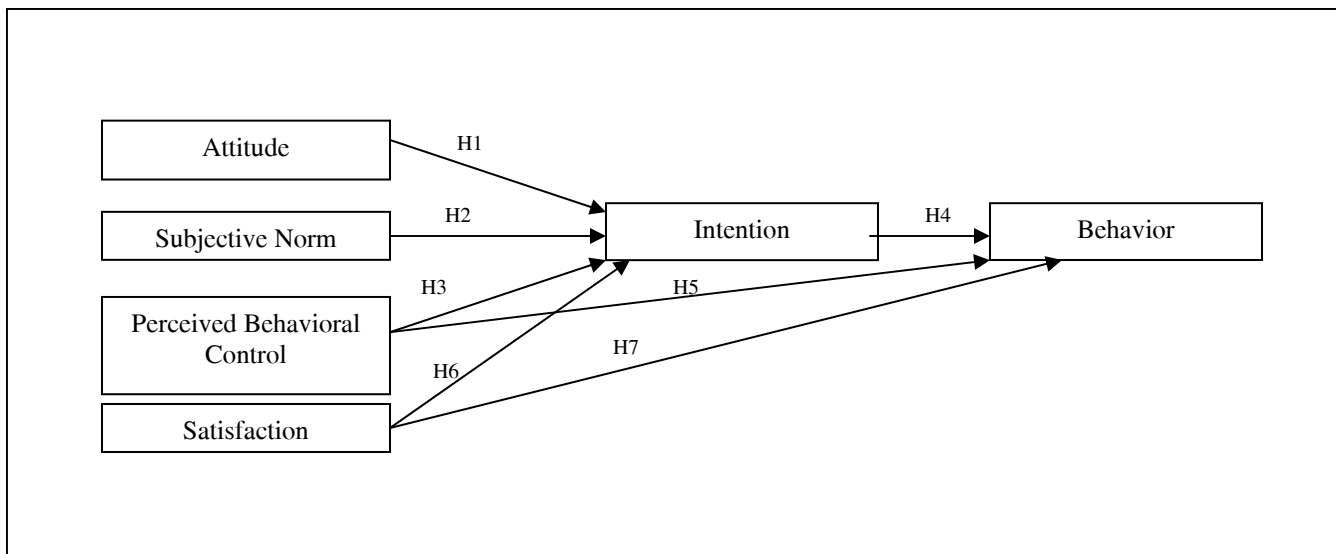 Attitude
H1
Subjective Norm
H2
Intention
H4
Behavior
H3
H5
Perceived Behavioral
Control
H7
H6
Satisfaction